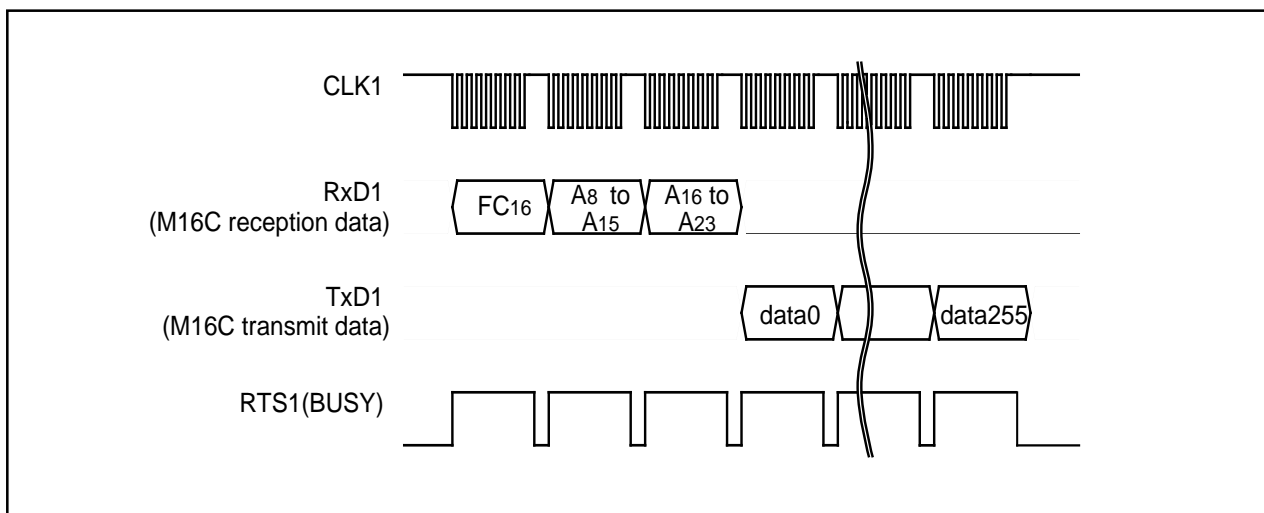 CLK1
RxD1
(M16C reception data)
FC16
A8 to
A15
A16 to
A23
TxD1
(M16C transmit data)
data0
data255
RTS1(BUSY)